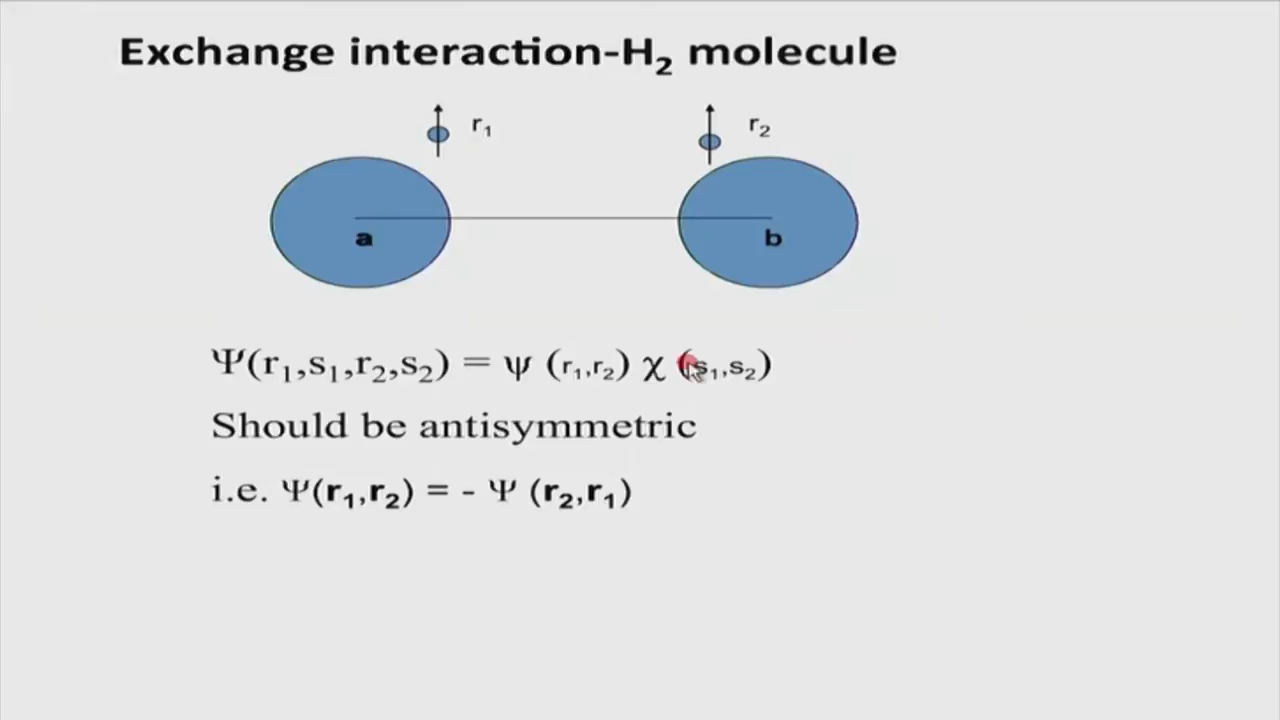 Exchange interaction-H₂ molecule
r₁ r₂
a b
Ψ(r₁,s₁,r₂,s₂) = ψ (r₁,r₂) χ (s₁,s₂)
Should be antisymmetric
i.e. Ψ(r₁,r₂) = - Ψ (r₂,r₁)